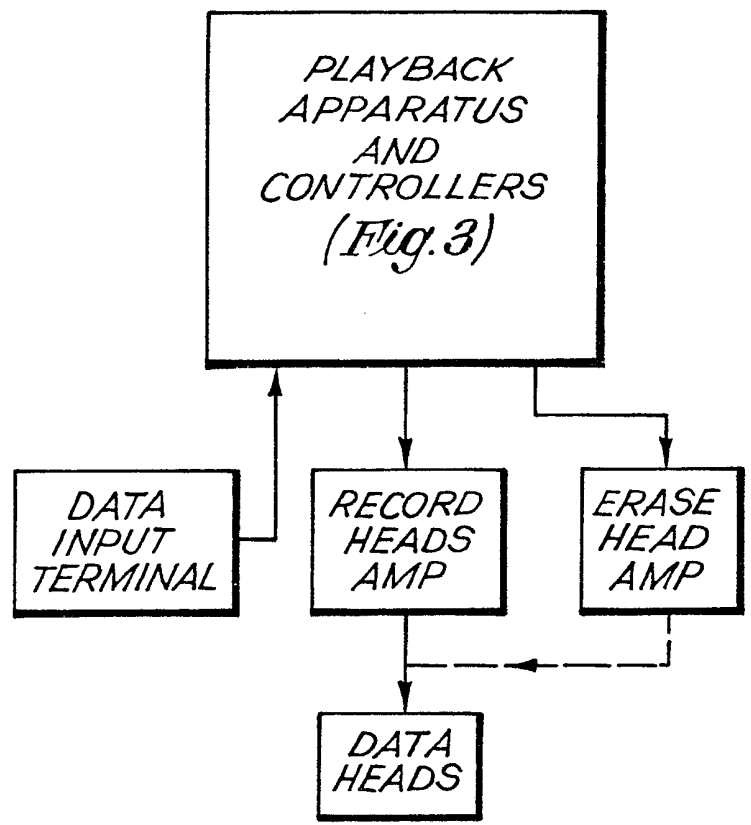 PLAYBACK
APPARATUS
AND
CONTROLLERS
(Fig. 3)
DATA
INPUT
TERMINAL
RECORD
HEADS
AMP
ERASE
HEAD
AMP
DATA
HEADS